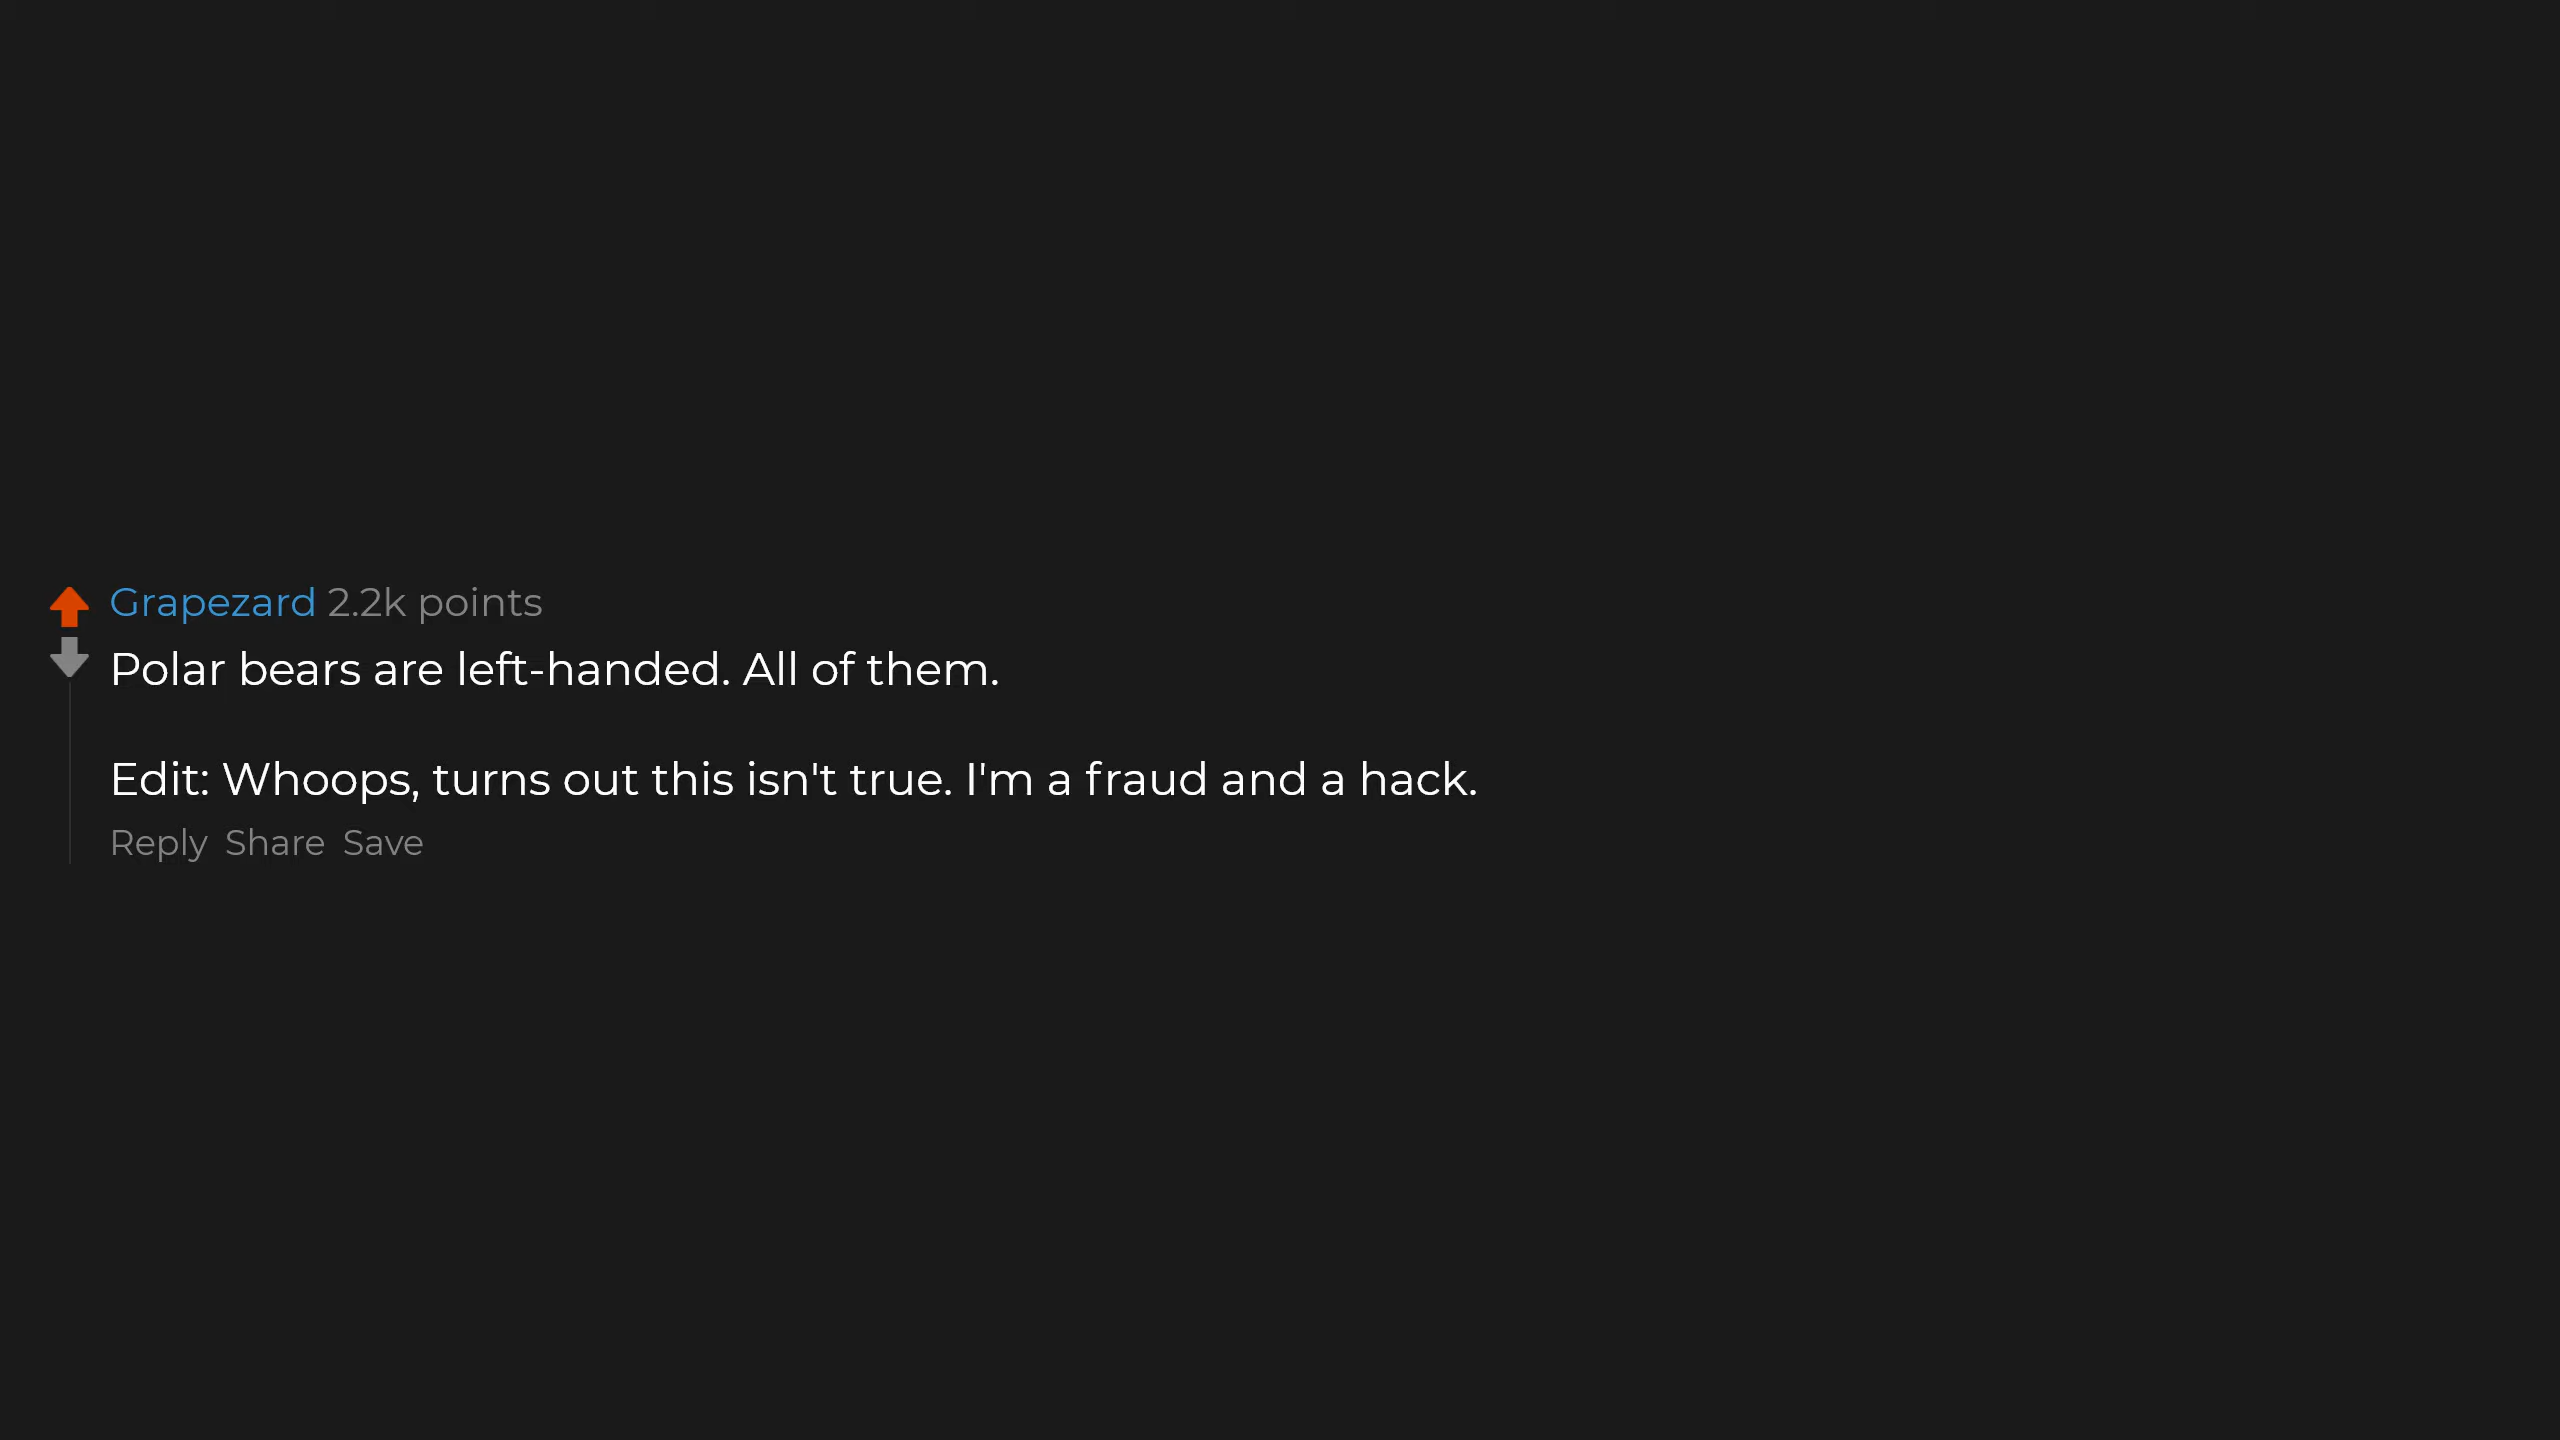 Grapezard 2.2k points
Polar bears are left-handed. All of them.
Edit: Whoops, turns out this isn't true. I'm a fraud and a hack.
Reply Share Save